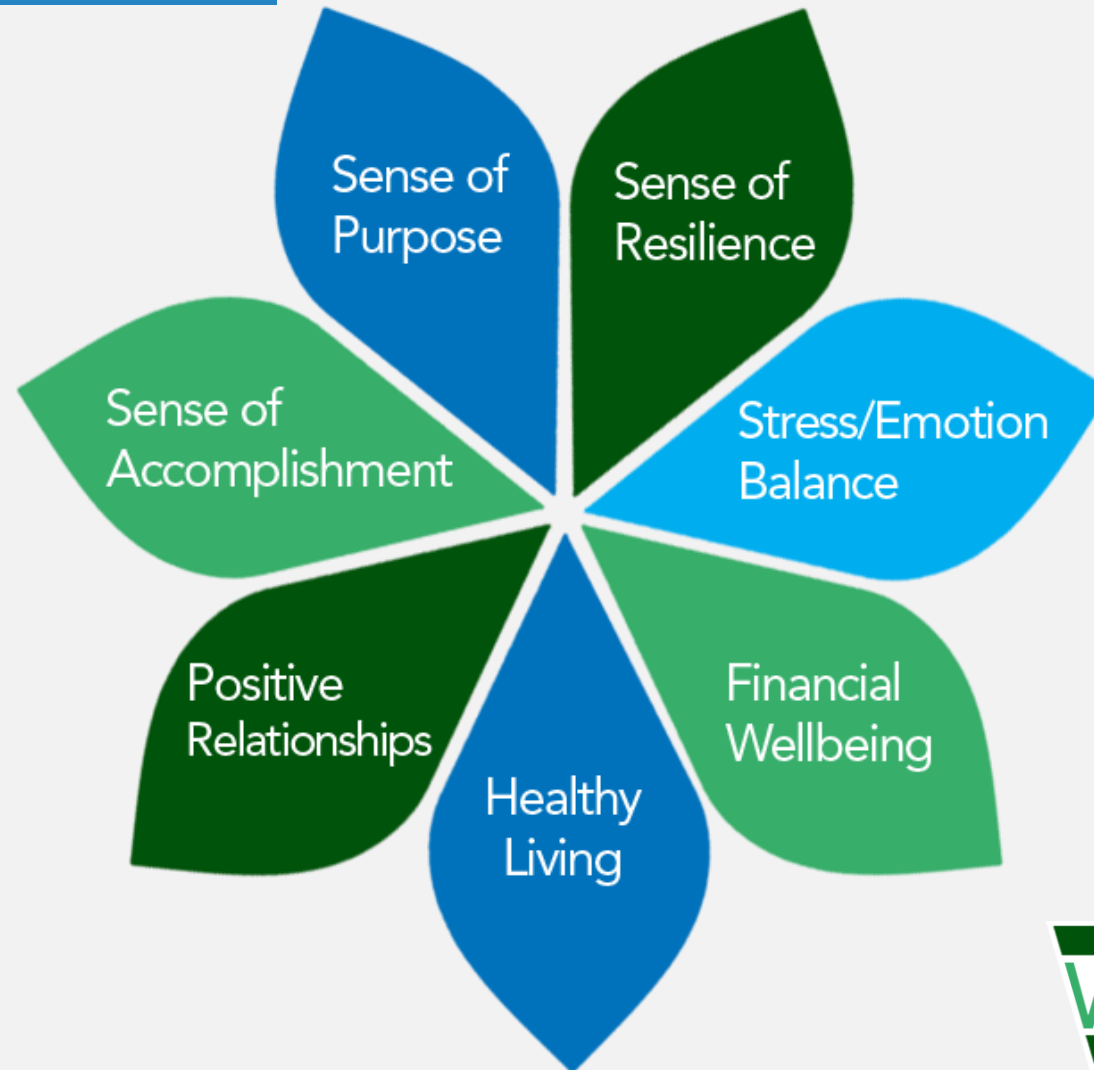 Sense of
Purpose
Sense of
Resilience
Sense of
Accomplishment
Stress/Emotion
Balance
Positive
Relationships
Financial
Wellbeing
Healthy
Living